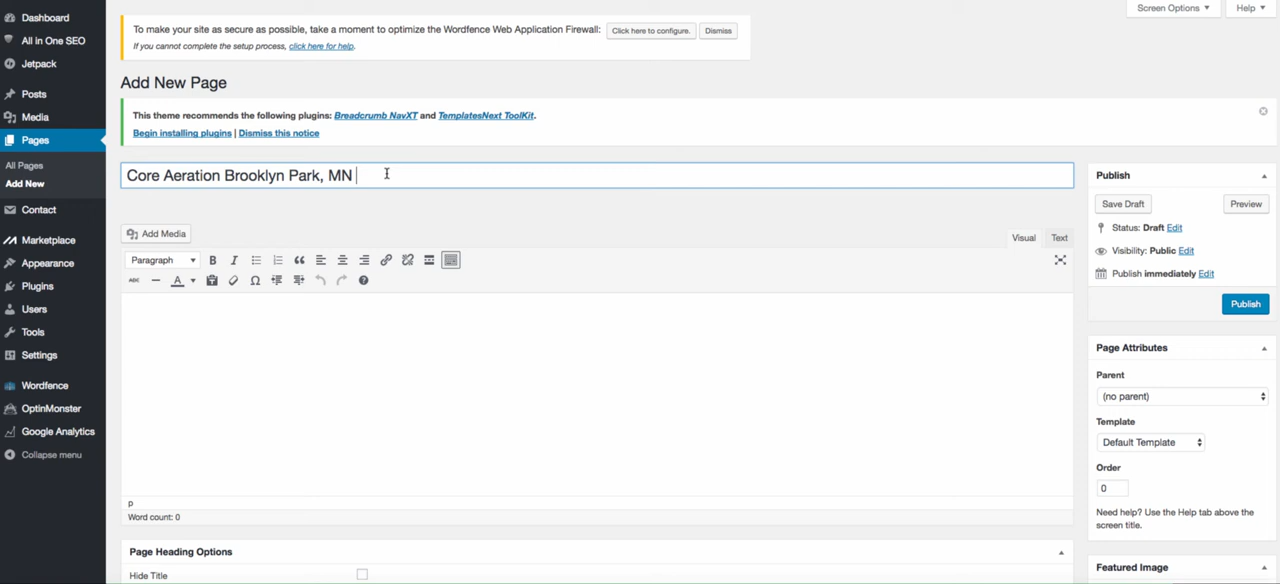 Dashboard
All in One SEO
Jetpack
Posts
Media
Pages
All Pages
Add New
Contact
Marketplace
Appearance
Plugins
Users
Tools
Settings
Wordfence
OptinMonster
Google Analytics
Collapse menu
Screen Options
Help
To make your site as secure as possible, take a moment to optimize the Wordfence Web Application Firewall: Click here to configure. Dismiss
If you cannot complete the setup process, click here for help.
Add New Page
This theme recommends the following plugins: Breadcrumb NavXT and TemplatesNext ToolKit.
Begin installing plugins | Dismiss this notice
Core Aeration Brooklyn Park, MN
Add Media
Visual
Text
Paragraph
B I
ABC
A
p
Word count: 0
Page Heading Options
Hide Title
Publish
Save Draft
Preview
Status: Draft Edit
Visibility: Public Edit
Publish immediately Edit
Publish
Page Attributes
Parent
(no parent)
Template
Default Template
Order
0
Need help? Use the Help tab above the
screen title.
Featured Image